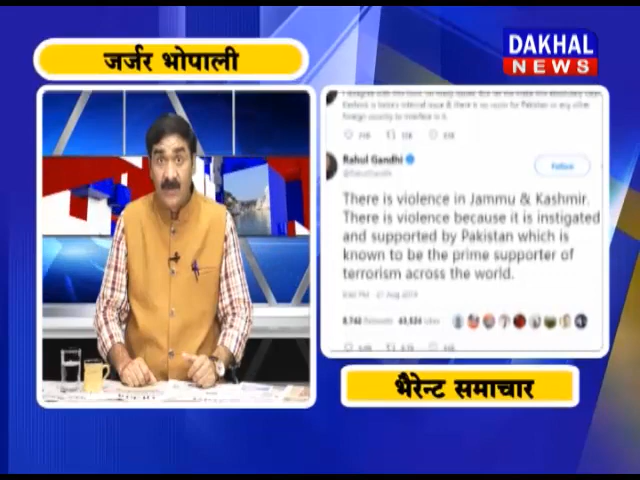 जर्जर भोपाली
DAKHAL
NEWS
Rahul Gandhi
@RahulGandhi
Follow
There is violence in Jammu & Kashmir.
There is violence because it is instigated
and supported by Pakistan which is
known to be the prime supporter of
terrorism across the world.
भैरेन्ट समाचार